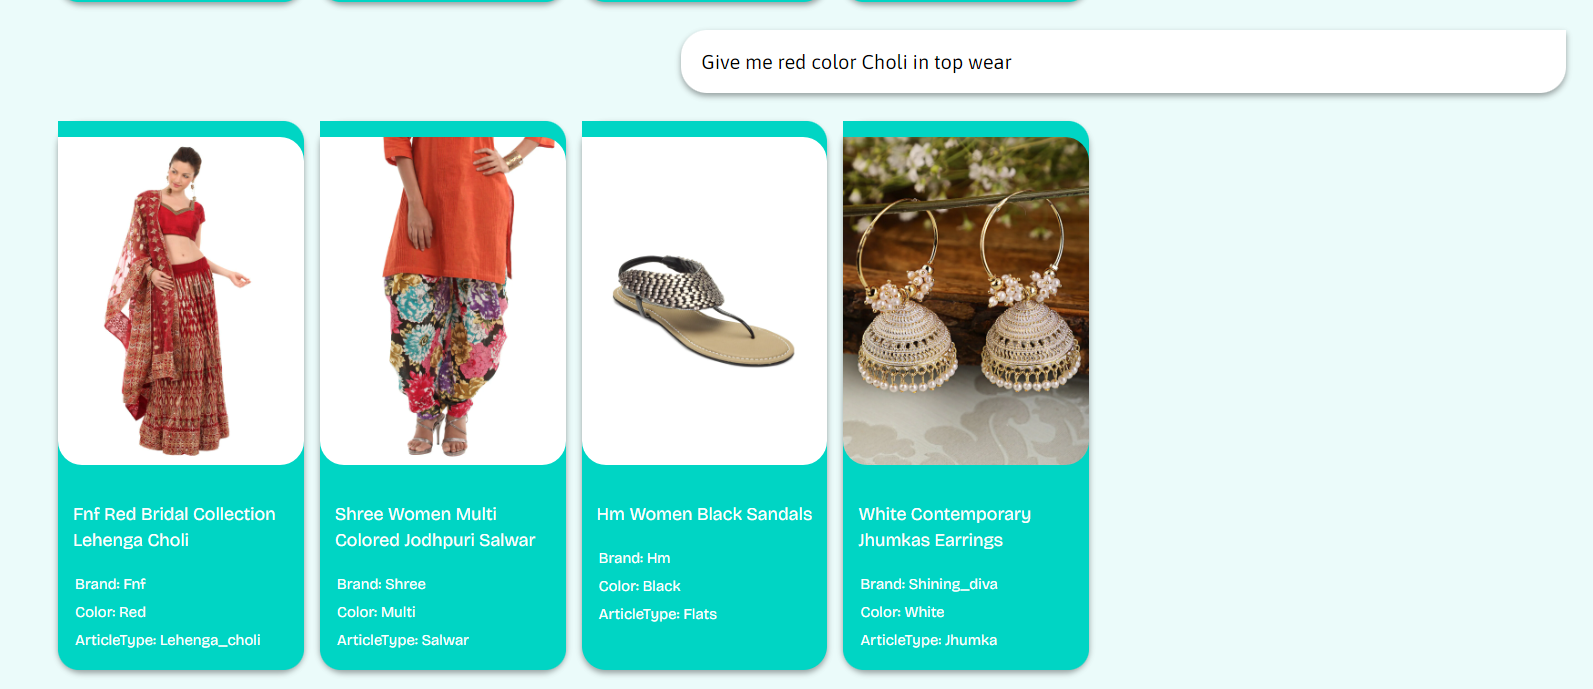 Give me red color Choli in top wear
Fnf Red Bridal Collection
Lehenga Choli
Brand: Fnf
Color: Red
ArticleType: Lehenga_choli
Shree Women Multi
Colored Jodhpuri Salwar
Brand: Shree
Color: Multi
ArticleType: Salwar
Hm Women Black Sandals
Brand: Hm
Color: Black
ArticleType: Flats
White Contemporary
Jhumkas Earrings
Brand: Shining_diva
Color: White
ArticleType: Jhumka